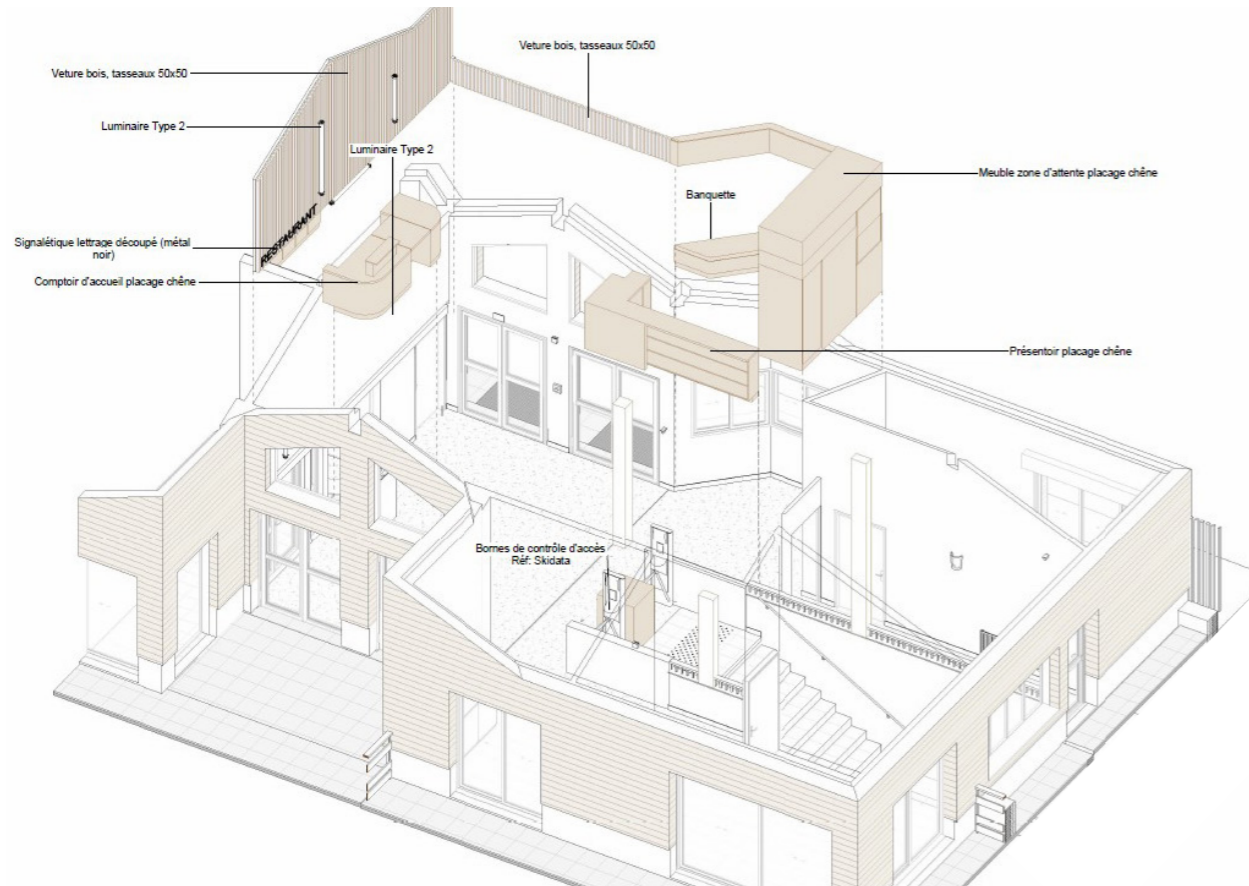 Veture bois, tasseaux 50x50
Veture bois, tasseaux 50x50
Luminaire Type 2
Luminaire Type 2
Meuble zone d'attente placage chêne
Banquette
RESTAURANT
Signalétique lettrage découpé (métal
noir)
Comptoir d'accueil placage chêne
Présentoir placage chêne
Bornes de contrôle d'accès
Réf: Skidata